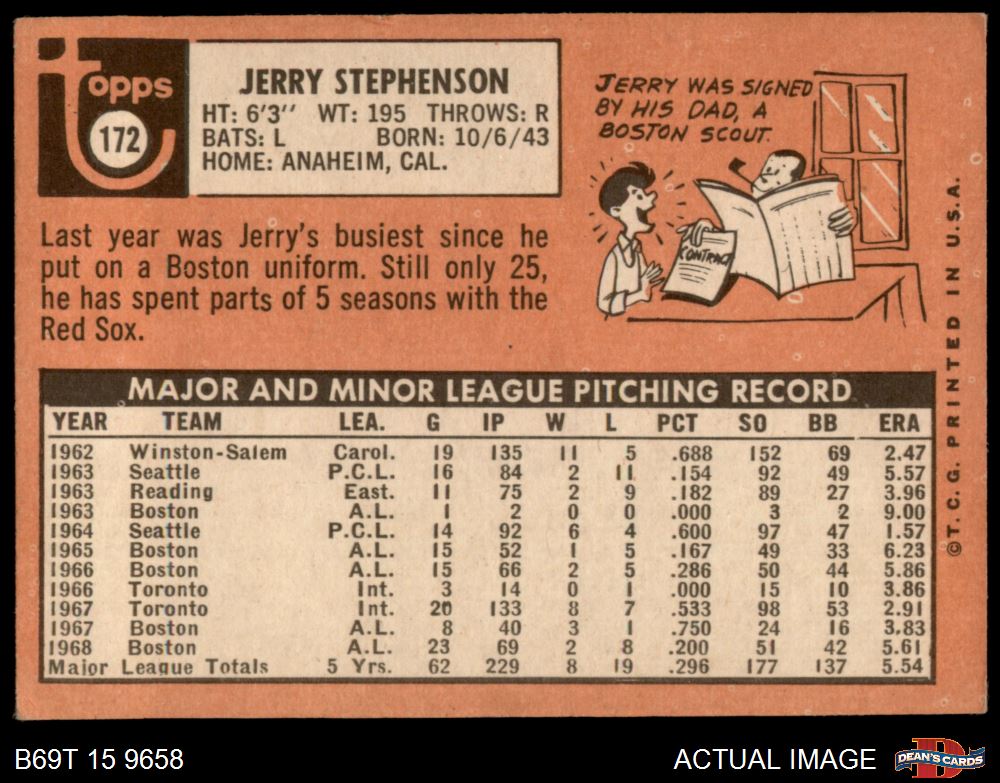 Topps
172
JERRY STEPHENSON
HT: 6'3" WT: 195 THROWS: R
BATS: L BORN: 10/6/43
HOME: ANAHEIM, CAL.
JERRY WAS SIGNED
BY HIS DAD, A
BOSTON SCOUT.
CONTRACT
Last year was Jerry's busiest since he
put on a Boston uniform. Still only 25,
he has spent parts of 5 seasons with the
Red Sox.
MAJOR AND MINOR LEAGUE PITCHING RECORD
YEAR TEAM LEA. G IP W L PCT SO BB ERA
1962 Winston-Salem Carol. 19 135 11 5 .688 152 69 2.47
1963 Seattle P.C.L. 16 84 2 11 .154 92 49 5.57
1963 Reading East. 11 75 2 9 .182 89 27 3.96
1963 Boston A.L. 1 2 0 0 .000 3 2 9.00
1964 Seattle P.C.L. 14 92 6 4 .600 97 47 1.57
1965 Boston A.L. 15 52 1 5 .167 49 33 6.23
1966 Boston A.L. 15 66 2 5 .286 50 44 5.86
1966 Toronto Int. 3 14 0 1 .000 15 10 3.86
1967 Toronto Int. 20 133 8 7 .533 98 53 2.91
1967 Boston A.L. 8 40 3 1 .750 24 16 3.83
1968 Boston A.L. 23 69 2 8 .200 51 42 5.61
Major League Totals 5 Yrs. 62 229 8 19 .296 177 137 5.54
©T.C.G. PRINTED IN U.S.A.
B69T 15 9658
ACTUAL IMAGE
D
DEAN'S CARDS